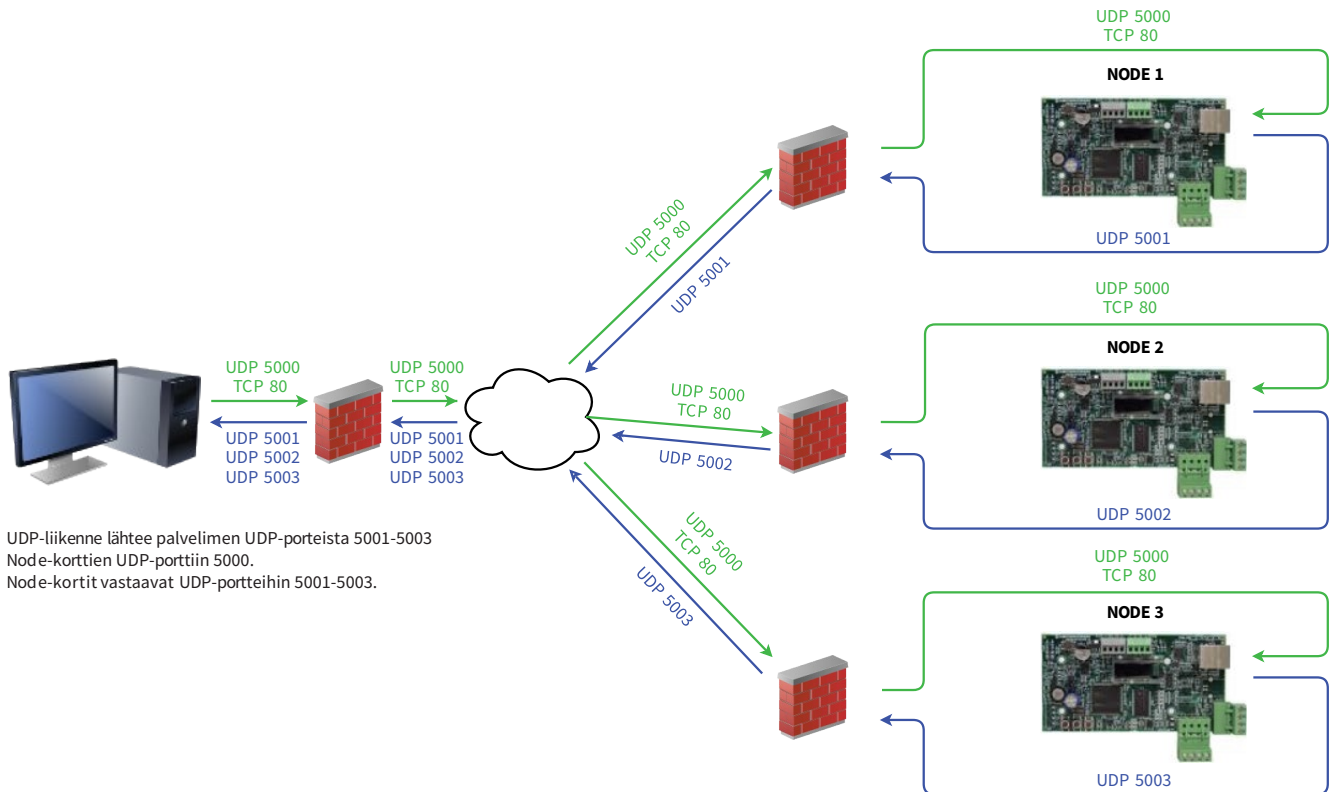 UDP 5000
TCP 80
NODE 1
UDP 5001
UDP 5000
TCP 80
UDP 5001
UDP 5000
TCP 80
NODE 2
UDP 5002
UDP 5000
TCP 80
UDP 5001
UDP 5002
UDP 5003
UDP 5000
TCP 80
UDP 5001
UDP 5002
UDP 5003
UDP 5000
TCP 80
UDP 5002
UDP-liikenne lähtee palvelimen UDP-porteista 5001-5003
Node-korttien UDP-porttiin 5000.
Node-kortit vastaavat UDP-portteihin 5001-5003.
UDP 5000
TCP 80
UDP 5003
UDP 5000
TCP 80
NODE 3
UDP 5003